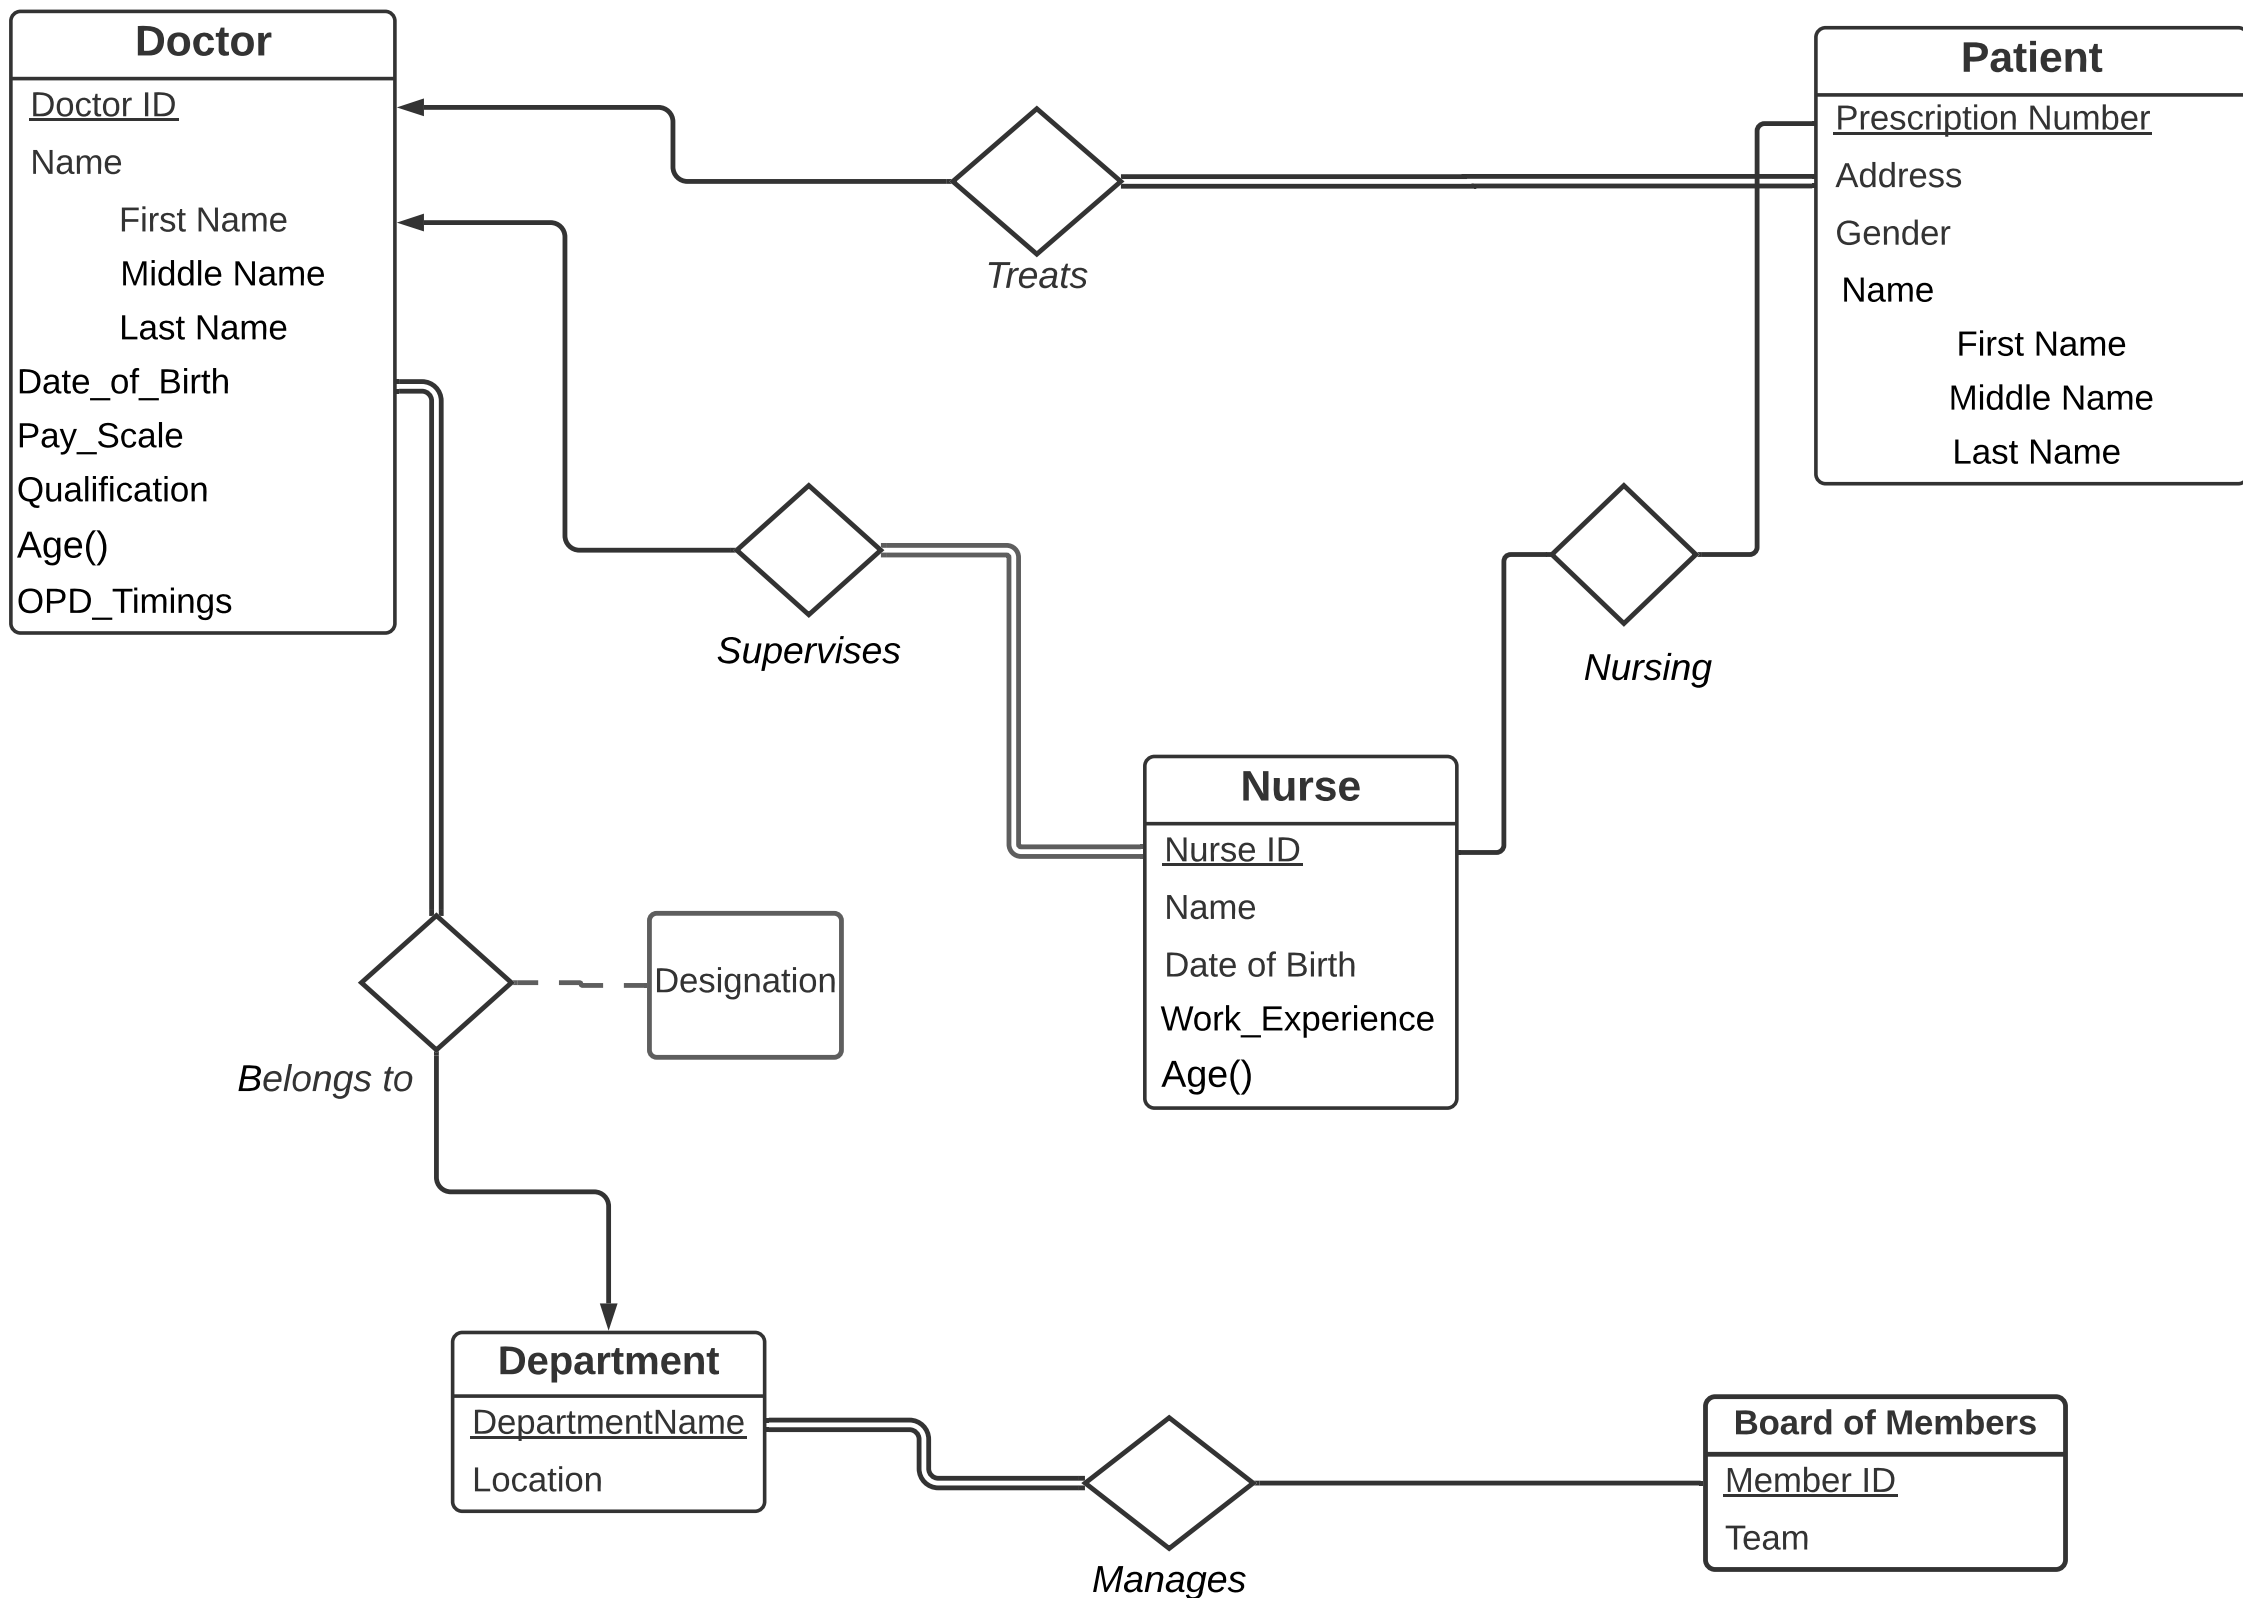 Doctor
Doctor ID
Name
First Name
Middle Name
Last Name
Date_of_Birth
Pay_Scale
Qualification
Age()
OPD_Timings
Treats
Patient
Prescription Number
Address
Gender
Name
First Name
Middle Name
Last Name
Supervises
Nursing
Nurse
Nurse ID
Name
Date of Birth
Work_Experience
Age()
Designation
Belongs to
Department
DepartmentName
Location
Manages
Board of Members
Member ID
Team